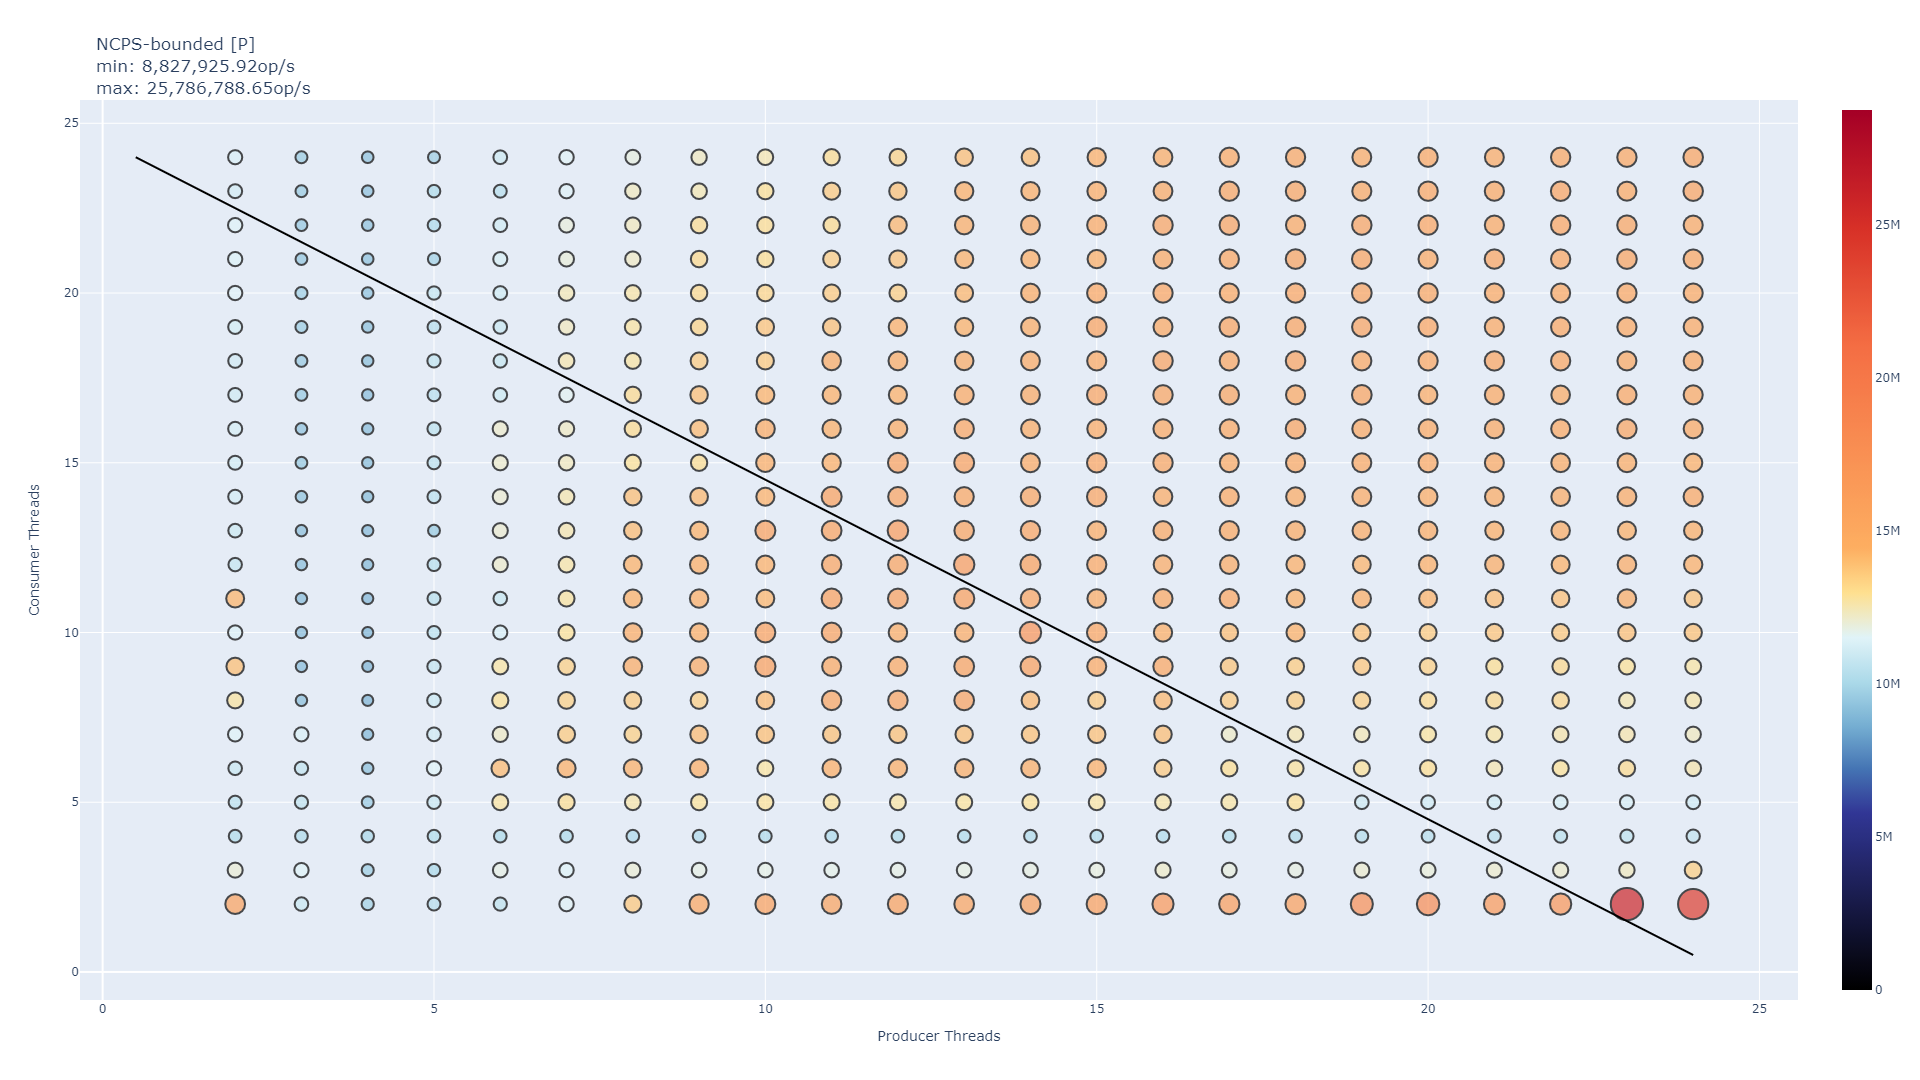 NCPS-bounded [P]
min: 8,827,925.92op/s
max: 25,786,788.65op/s
25
20
15
10
5
0
Consumer Threads
0
5
10
15
20
25
Producer Threads
25M
20M
15M
10M
5M
0